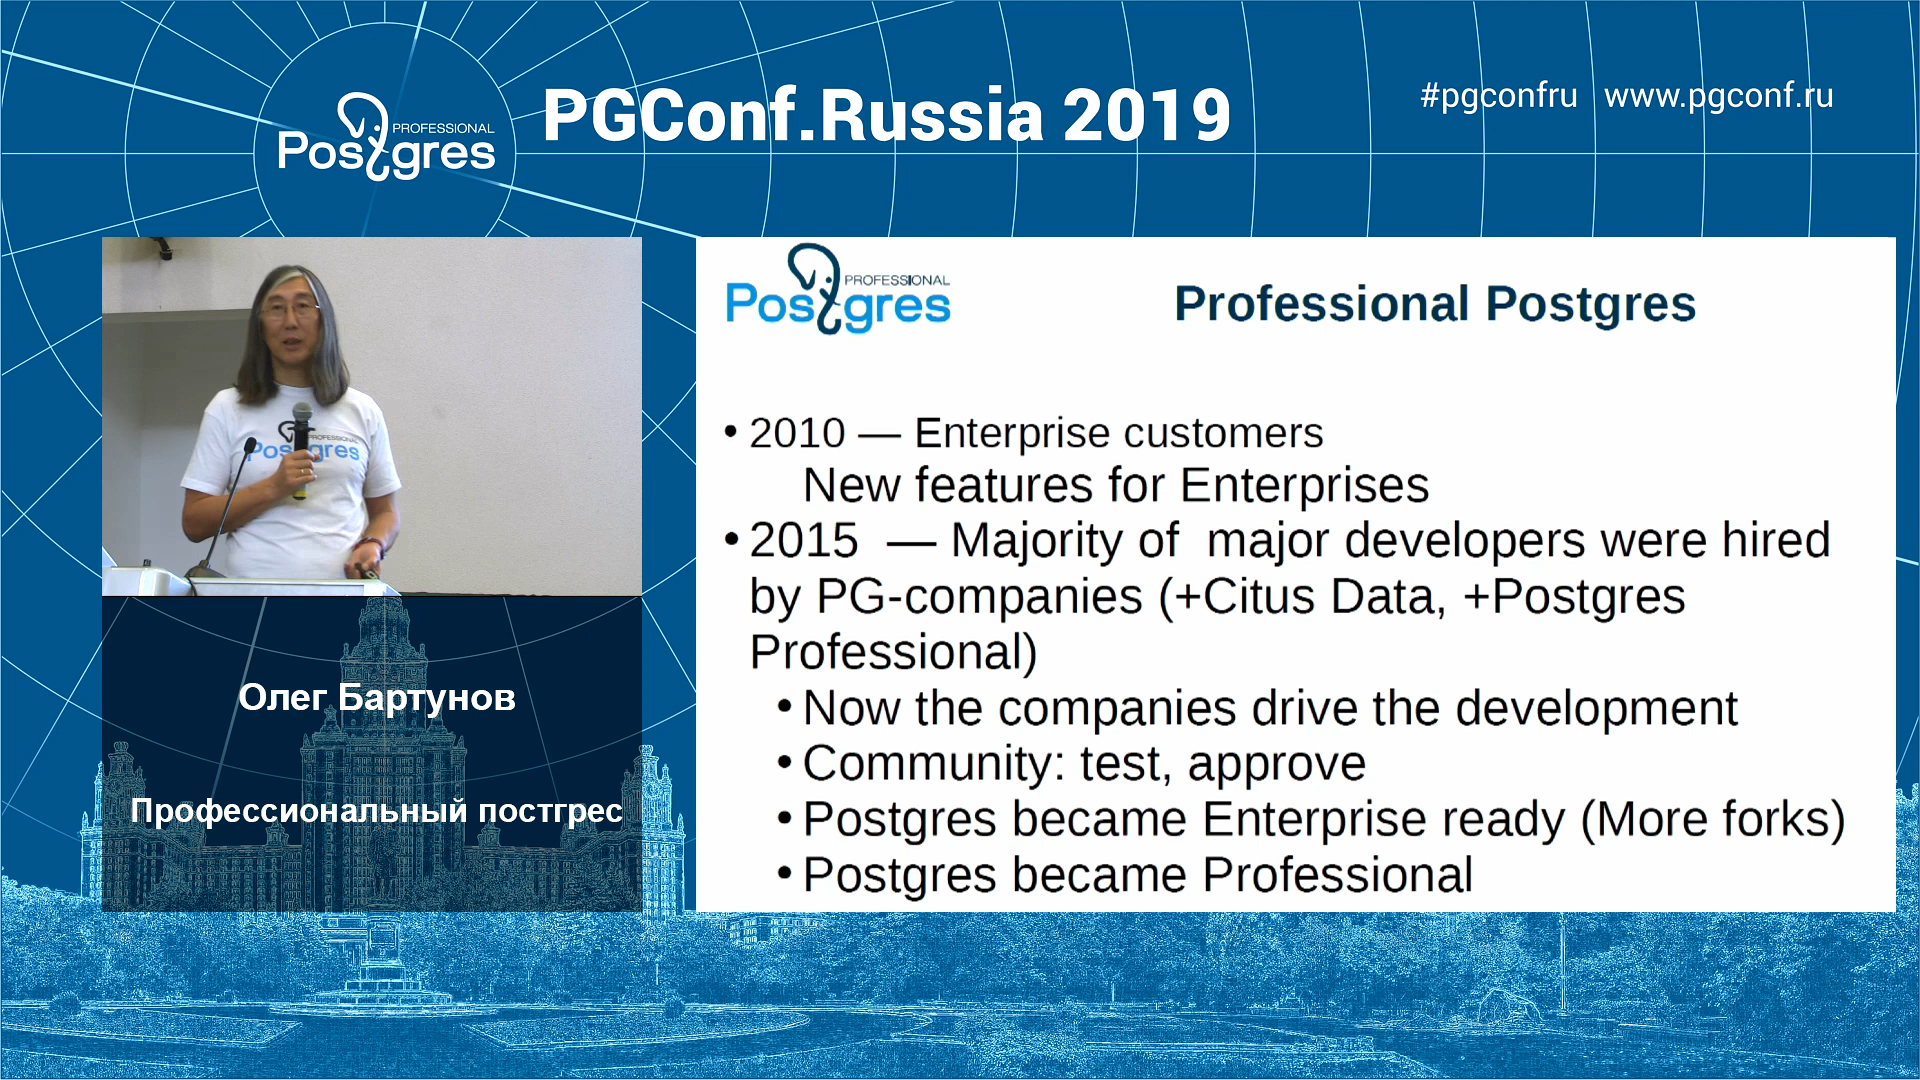 PROFESSIONAL
Postgres
PGConf.Russia 2019
#pgconfru www.pgconf.ru
PROFESSIONAL
Postgres
Олег Бартунов
Профессиональный постгрес
PROFESSIONAL
Postgres
Professional Postgres
• 2010 — Enterprise customers
New features for Enterprises
• 2015 — Majority of major developers were hired
by PG-companies (+Citus Data, +Postgres
Professional)
• Now the companies drive the development
• Community: test, approve
• Postgres became Enterprise ready (More forks)
• Postgres became Professional